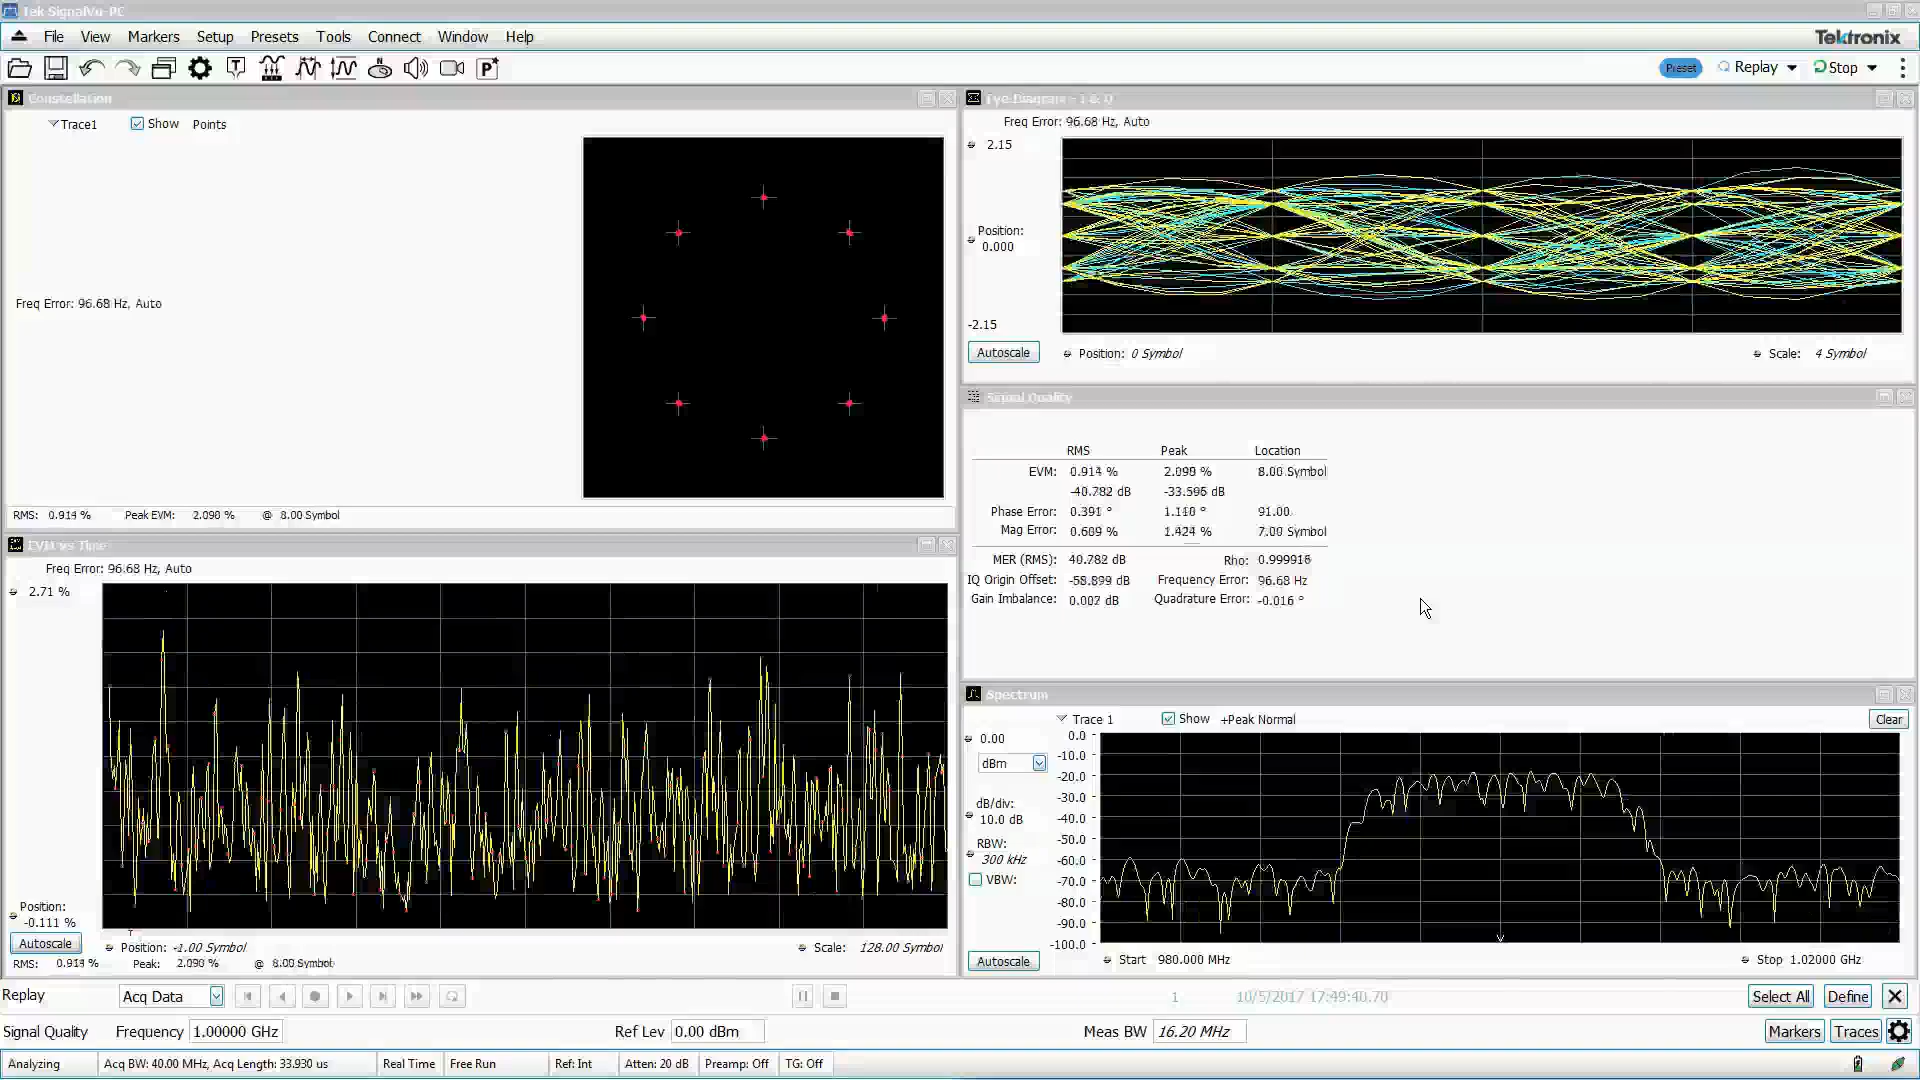 Tek SignalVu-PC
File View Markers Setup Presets Tools Connect Window Help
Tektronix
Preset Replay Stop
Constellation
Trace1 Show Points
Freq Error: 96.68 Hz, Auto
RMS: 0.914 % Peak EVM: 2.090 % @ 8.00 Symbol
Eye Diagram - I & Q
Freq Error: 96.68 Hz, Auto
2.15
Position:
0.000
-2.15
Autoscale Position: 0 Symbol Scale: 4 Symbol
Signal Quality
RMS Peak Location
EVM: 0.914 % 2.090 % 8.00 Symbol
-40.782 dB -33.595 dB
Phase Error: 0.391 ° 1.110 ° 91.00
Mag Error: 0.609 % 1.424 % 7.00 Symbol
MER (RMS): 40.782 dB Rho: 0.999916
IQ Origin Offset: -58.899 dB Frequency Error: 96.68 Hz
Gain Imbalance: 0.002 dB Quadrature Error: -0.016 °
EVM vs Time
Freq Error: 96.68 Hz, Auto
2.71 %
Position:
-0.111 %
T
Autoscale Position: -1.00 Symbol Scale: 128.00 Symbol
RMS: 0.914 % Peak: 2.090 % @ 8.00 Symbol
Spectrum
Trace 1 Show +Peak Normal Clear
0.00
dBm
dB/div:
10.0 dB
RBW:
300 kHz
VBW:
0.0
-10.0
-20.0
-30.0
-40.0
-50.0
-60.0
-70.0
-80.0
-90.0
-100.0
Autoscale Start 980.000 MHz Stop 1.02000 GHz
Replay Acq Data 1 10/5/2017 17:49:40.70 Select All Define
Signal Quality Frequency 1.00000 GHz Ref Lev 0.00 dBm Meas BW 16.20 MHz Markers Traces
Analyzing Acq BW: 40.00 MHz, Acq Length: 33.930 us Real Time Free Run Ref: Int Atten: 20 dB Preamp: Off TG: Off